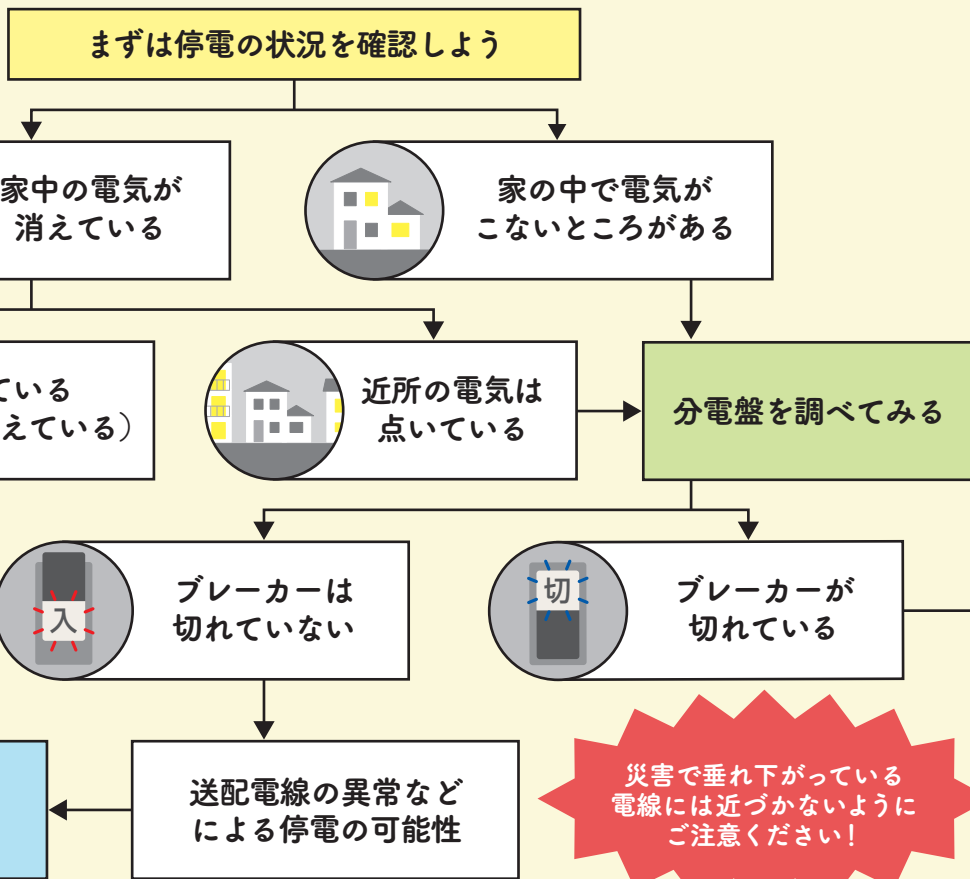 まずは停電の状況を確認しよう
家中の電気が
消えている
家の中で電気が
こないところがある
ている
えている）
近所の電気は
点いている
分電盤を調べてみる
入
ブレーカーは
切れていない
切
ブレーカーが
切れている
送配電線の異常など
による停電の可能性
災害で垂れ下がっている
電線には近づかないように
ご注意ください！